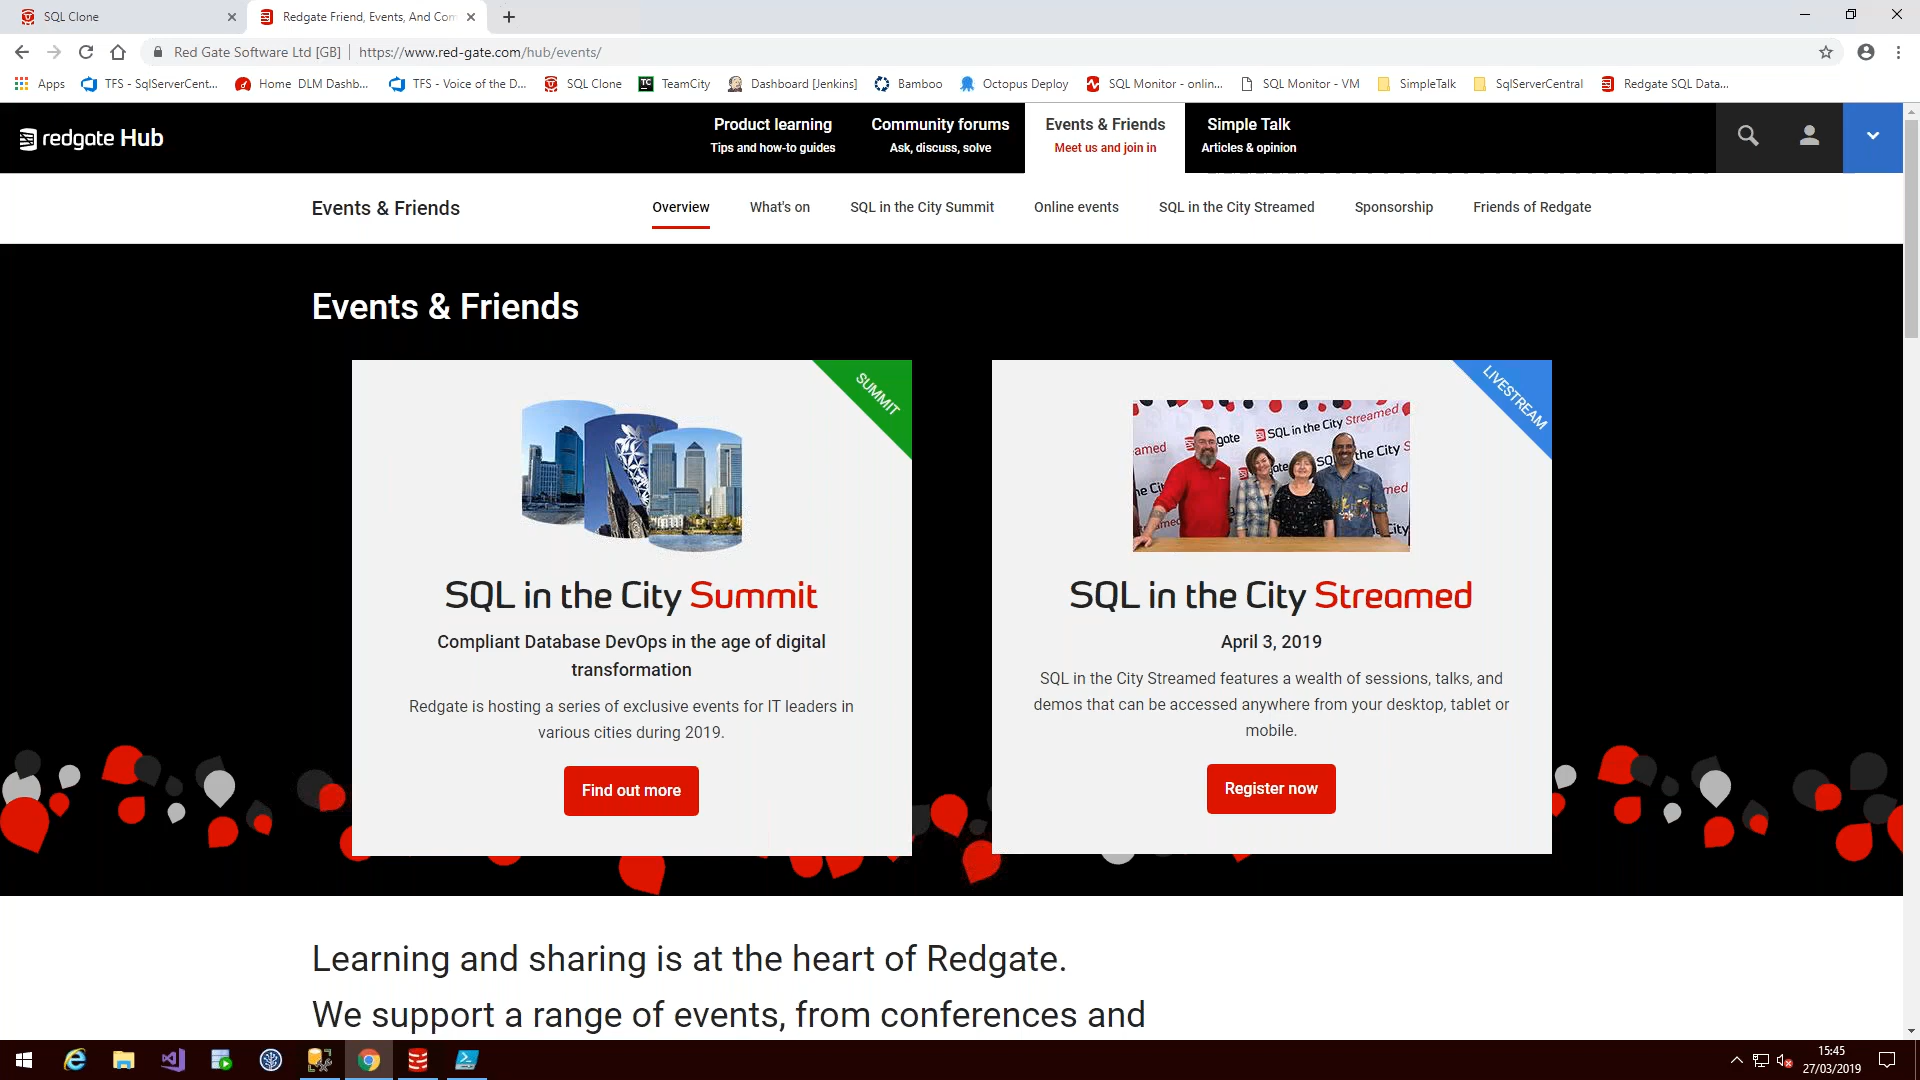 SQL Clone
Redgate Friend, Events, And Com
Red Gate Software Ltd [GB]
https://www.red-gate.com/hub/events/
Apps
TFS - SqlServerCent...
Home DLM Dashb...
TFS - Voice of the D...
SQL Clone
TeamCity
Dashboard [Jenkins]
Bamboo
Octopus Deploy
SQL Monitor - onlin...
SQL Monitor - VM
SimpleTalk
SqlServerCentral
Redgate SQL Data...
redgate Hub
Product learning
Tips and how-to guides
Community forums
Ask, discuss, solve
Events & Friends
Meet us and join in
Simple Talk
Articles & opinion
Events & Friends
Overview
What's on
SQL in the City Summit
Online events
SQL in the City Streamed
Sponsorship
Friends of Redgate
Events & Friends
SUMMIT
SQL in the City Summit
Compliant Database DevOps in the age of digital
transformation
Redgate is hosting a series of exclusive events for IT leaders in
various cities during 2019.
Find out more
LIVESTREAM
SQL in the City Streamed
SQL in the City Streamed
April 3, 2019
SQL in the City Streamed features a wealth of sessions, talks, and
demos that can be accessed anywhere from your desktop, tablet or
mobile.
Register now
Learning and sharing is at the heart of Redgate.
We support a range of events, from conferences and
15:45
27/03/2019